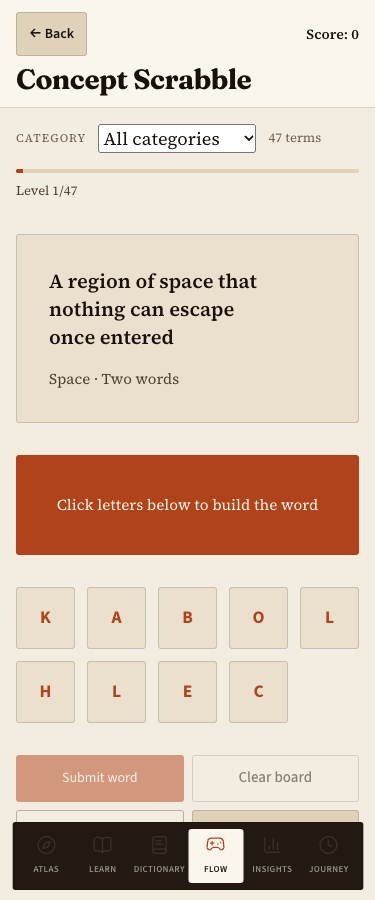 ← Back
Score: 0
Concept Scrabble
CATEGORY All categories 47 terms
Level 1/47
A region of space that
nothing can escape
once entered
Space · Two words
Click letters below to build the word
K A B O L
H L E C
Submit word Clear board
ATLAS LEARN DICTIONARY FLOW INSIGHTS JOURNEY